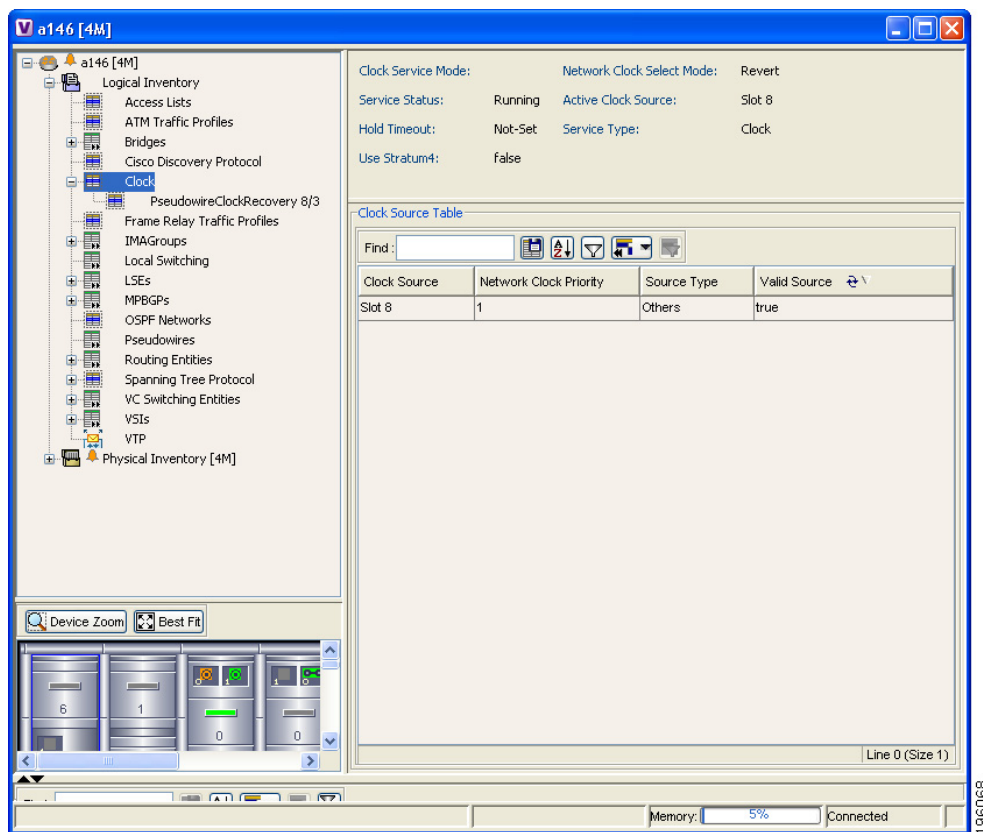 a146 [4M]
a146 [4M]
Logical Inventory
Access Lists
ATM Traffic Profiles
Bridges
Cisco Discovery Protocol
Clock
PseudowireClockRecovery 8/3
Frame Relay Traffic Profiles
IMAGroups
Local Switching
LSEs
MPBGPs
OSPF Networks
Pseudowires
Routing Entities
Spanning Tree Protocol
VC Switching Entities
VSIs
VTP
Physical Inventory [4M]
Device Zoom Best Fit
6 1 0 0
Clock Service Mode: Network Clock Select Mode: Revert
Service Status: Running Active Clock Source: Slot 8
Hold Timeout: Not-Set Service Type: Clock
Use Stratum4: false
Clock Source Table
Find :
Clock Source Network Clock Priority Source Type Valid Source
Slot 8 1 Others true
Line 0 (Size 1)
Memory: 5% Connected
196068